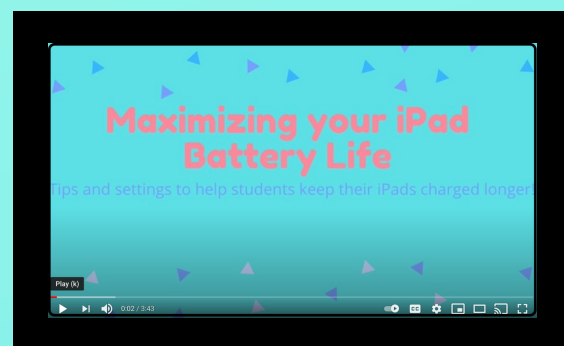 Maximizing your iPad
Battery Life
Tips and settings to help students keep their iPads charged longer!
Play (k)
0:02 / 3:43
CC